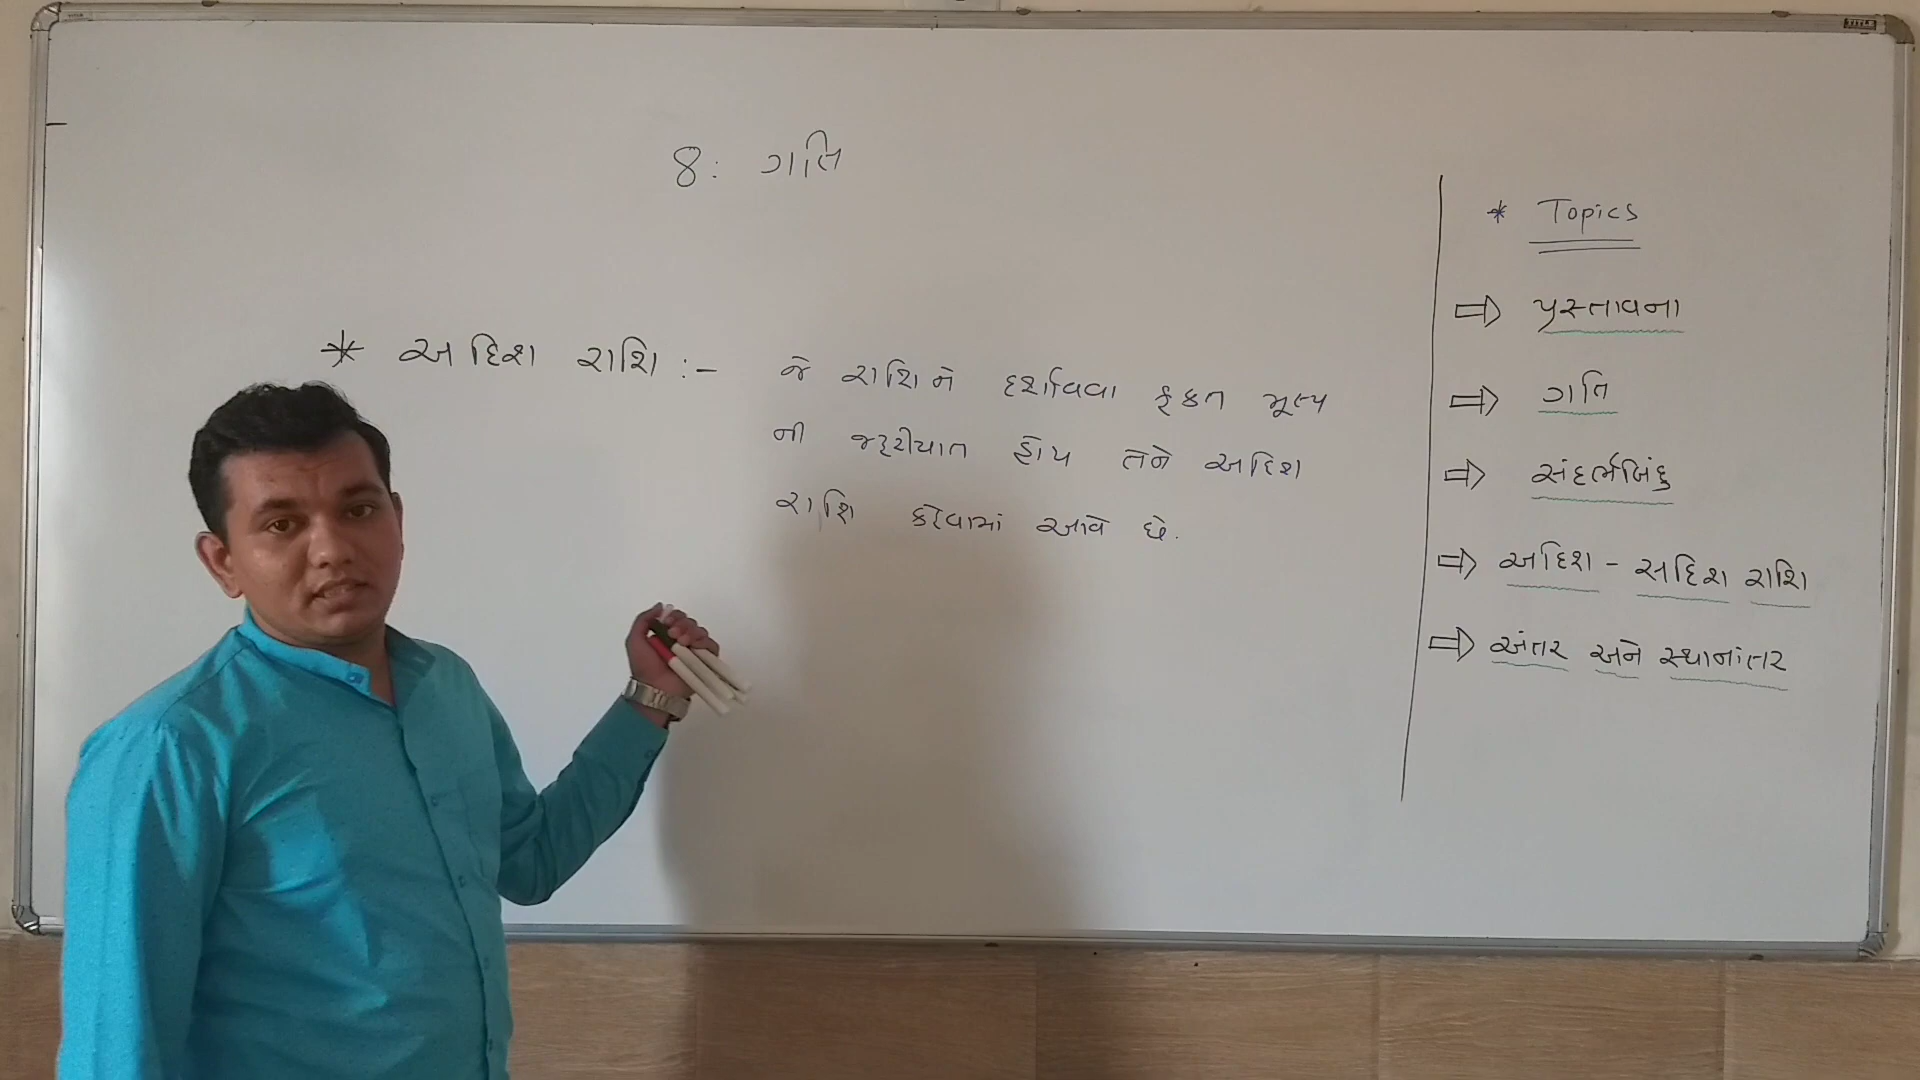 8: ગતિ
* અદિશ રાશિ :- જે રાશિને દર્શાવવા ફકત મૂલ્ય
ની જરૂરીયાત હોય તેને અદિશ
રાશિ કહેવામાં આવે છે.
* Topics
⇒ પ્રસ્તાવના
⇒ ગતિ
⇒ સંદર્ભબિંદુ
⇒ અદિશ - સદિશ રાશિ
⇒ અંતર અને સ્થાનાંતર